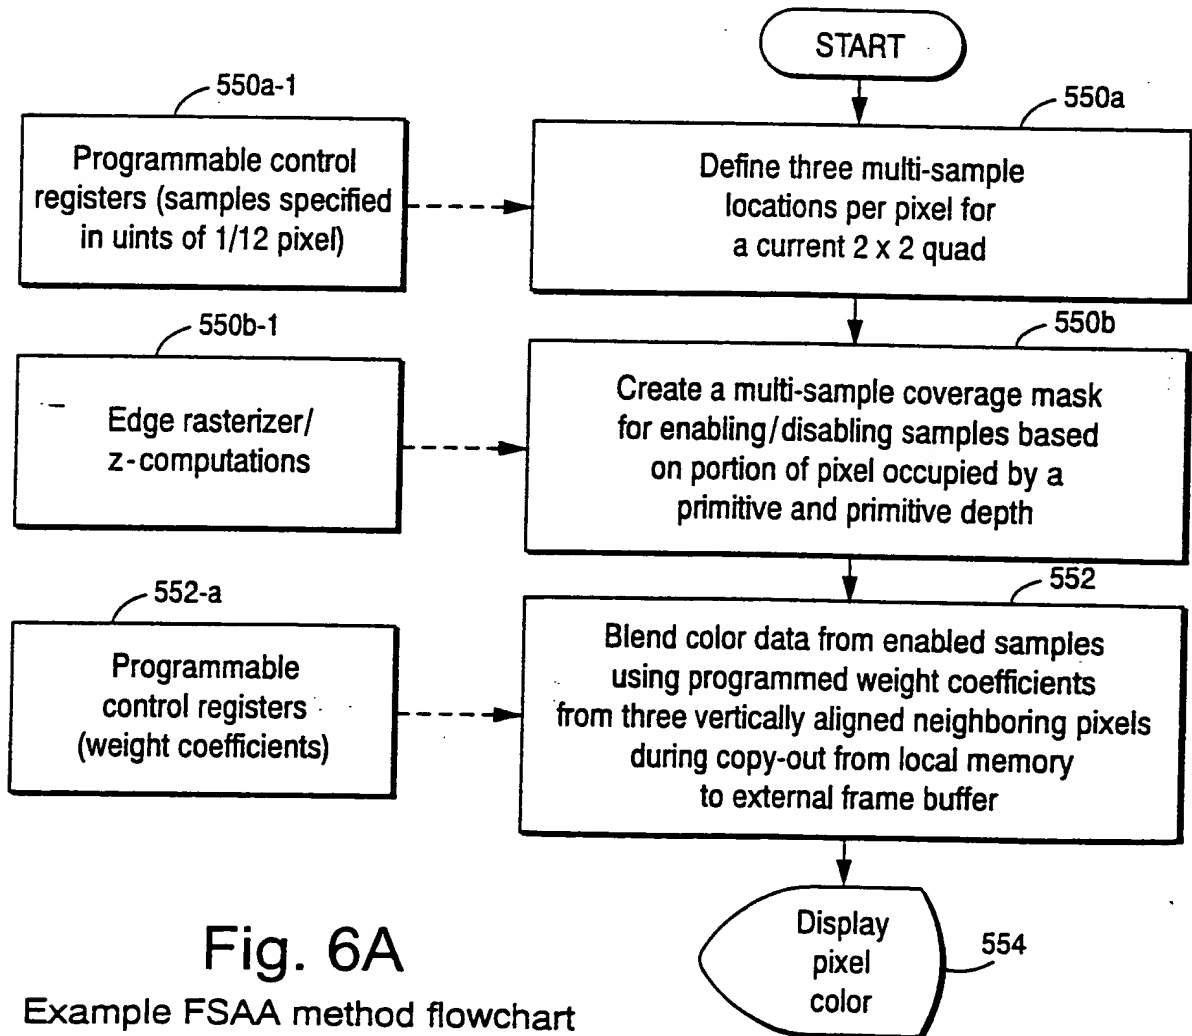 START
550a-1
550a
Programmable control
registers (samples specified
in uints of 1/12 pixel)
Define three multi-sample
locations per pixel for
a current 2 x 2 quad
550b-1
550b
Edge rasterizer/
z-computations
Create a multi-sample coverage mask
for enabling/disabling samples based
on portion of pixel occupied by a
primitive and primitive depth
552-a
552
Programmable
control registers
(weight coefficients)
Blend color data from enabled samples
using programmed weight coefficients
from three vertically aligned neighboring pixels
during copy-out from local memory
to external frame buffer
Display
pixel
color
554
Fig. 6A
Example FSAA method flowchart